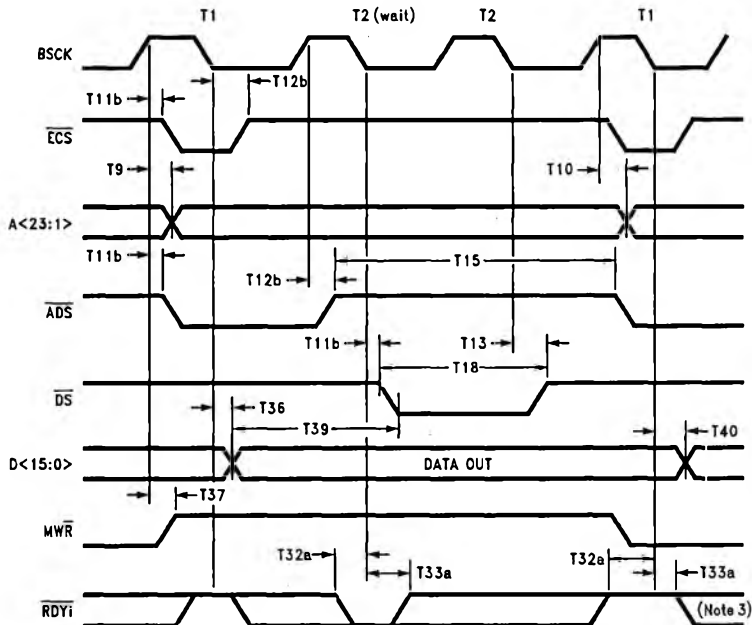 T1 T2 (wait) T2 T1
BSCK
T11b T12b
ECS
T9 T10
A<23:1>
T11b
T15
T12b
ADS
T11b T13
T18
DS
T36
T39 T40
D<15:0> DATA OUT
T37
MWR
T32a T32a
T33a T33a
RDYi (Note 3)